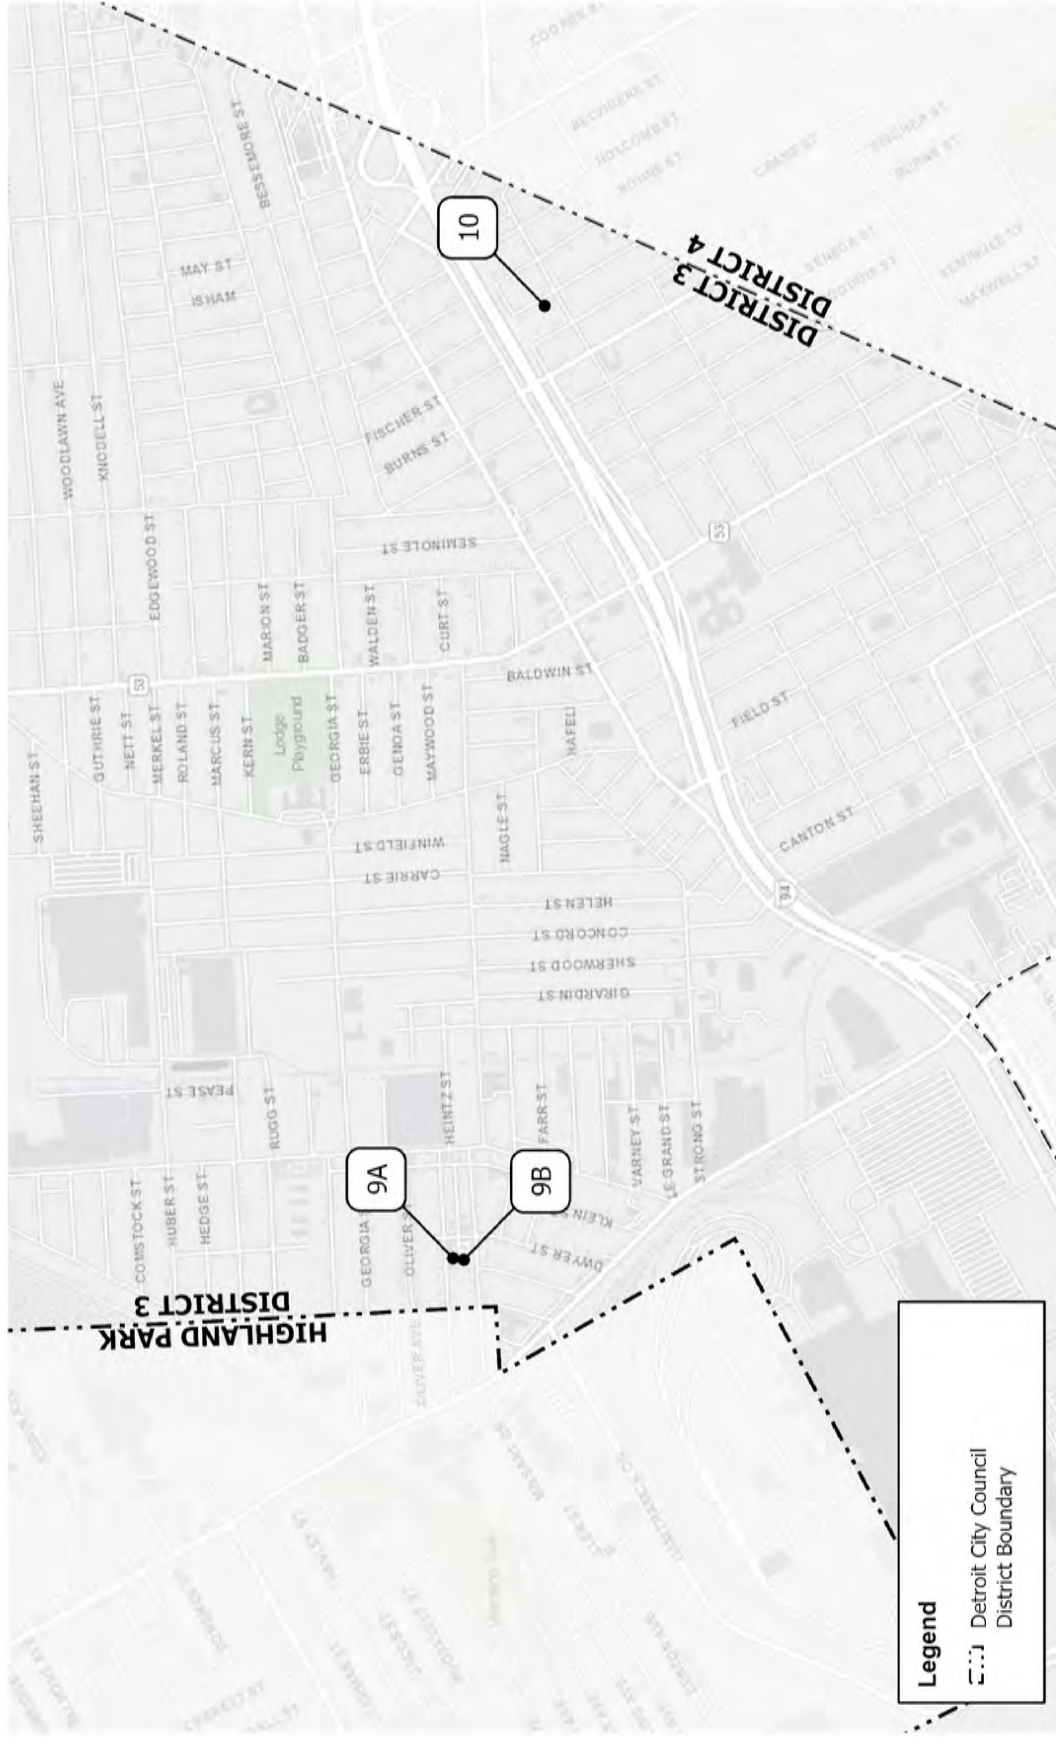 COOPER ST
BELVIDERE ST
HOLCOMB ST
ROHNS ST
CRANE ST
FISCHER ST
BURNS ST
BESSEMORE ST
MAY ST
ISHAM
10
DISTRICT 3
DISTRICT 4
SENECA ST
SEMINOLE ST
MAXWELL ST
WOODLAWN AVE
KNODELL ST
FISCHER ST
BURNS ST
EDGEWOOD ST
SEMINOLE ST
53
MARION ST
BADGER ST
WALDEN ST
CURT ST
53
BALDWIN ST
GUTHRIE ST
NETT ST
MERKEL ST
ROLAND ST
MARCUS ST
KERN ST
Lodge
Playground
GEORGIA ST
ERBIE ST
GENOA ST
MAYWOOD ST
HAFELI
FIELD ST
SHEEHAN ST
WINFIELD ST
CARRIE ST
NAGLE ST
CANTON ST
94
HELEN ST
CONCORD ST
SHERWOOD ST
GIRARDIN ST
PEASE ST
RUGG ST
HEINTZ ST
FARR ST
VARNEY ST
LE GRAND ST
STRONG ST
9A
9B
COMSTOCK ST
HUBER ST
HEDGE ST
GEORGIA
OLIVER
KLEIN ST
DWYER ST
DISTRICT 3
HIGHLAND PARK
OLIVER AVE
Legend
Detroit City Council
District Boundary